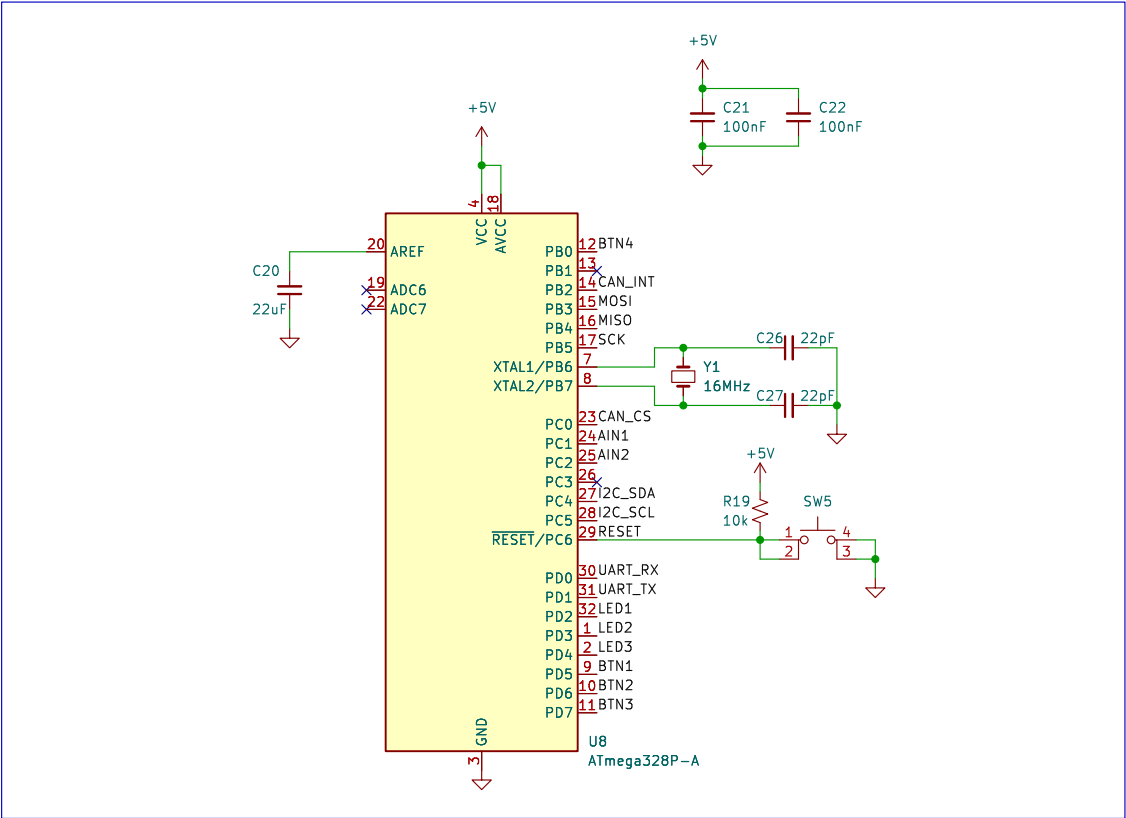 +5V
C21
100nF
C22
100nF
+5V
4
18
VCC
AVCC
20
AREF
19
ADC6
22
ADC7
C20
22uF
PB0
12
BTN4
PB1
13
PB2
14
CAN_INT
PB3
15
MOSI
PB4
16
MISO
PB5
17
SCK
XTAL1/PB6
7
XTAL2/PB7
8
Y1
16MHz
C26
22pF
C27
22pF
PC0
23
CAN_CS
PC1
24
AIN1
PC2
25
AIN2
PC3
26
PC4
27
I2C_SDA
PC5
28
I2C_SCL
RESET/PC6
29
RESET
+5V
R19
10k
SW5
1
2
4
3
PD0
30
UART_RX
PD1
31
UART_TX
PD2
32
LED1
PD3
1
LED2
PD4
2
LED3
PD5
9
BTN1
PD6
10
BTN2
PD7
11
BTN3
GND
3
U8
ATmega328P-A